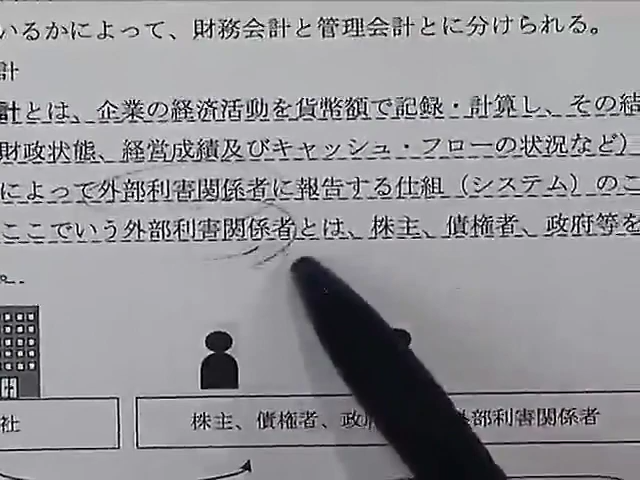 いるかによって、財務会計と管理会計とに分けられる。
計
計とは、企業の経済活動を貨幣額で記録・計算し、その結
財政状態、経営成績及びキャッシュ・フローの状況など）
によって外部利害関係者に報告する仕組（システム）のこ
ここでいう外部利害関係者とは、株主、債権者、政府等を
社
株主、債権者、政 部利害関係者